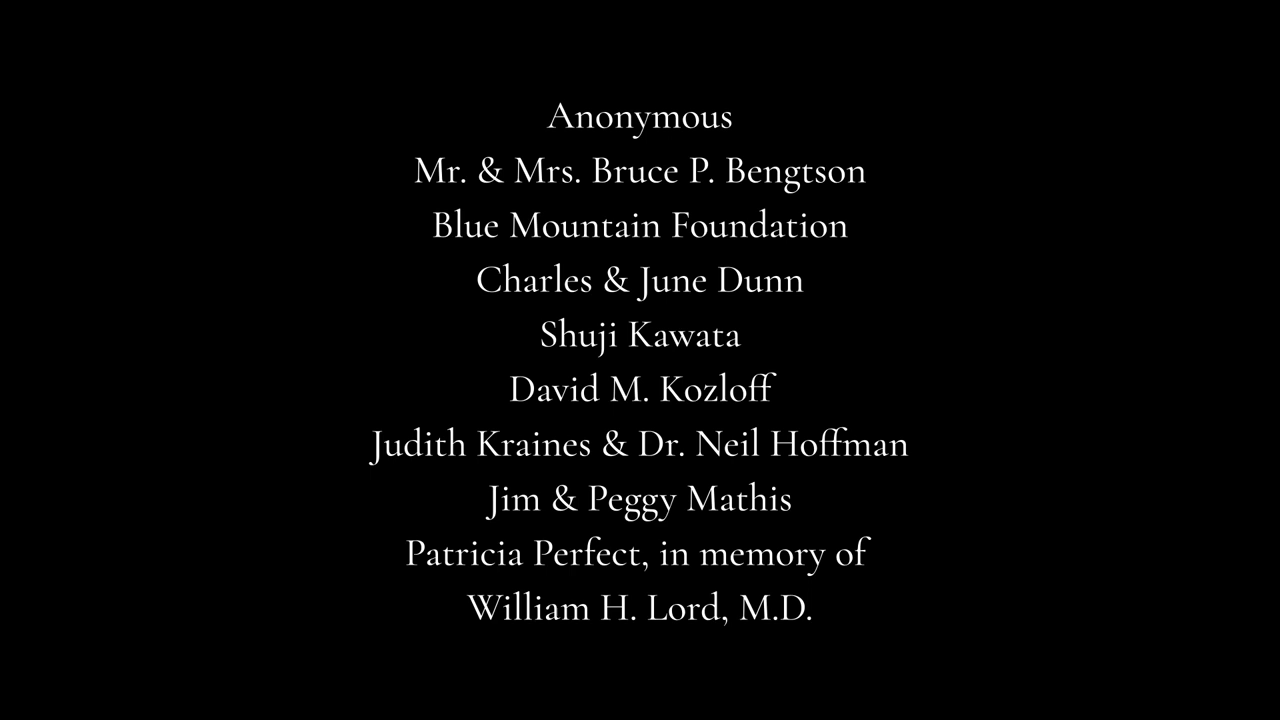 Anonymous
Mr. & Mrs. Bruce P. Bengtson
Blue Mountain Foundation
Charles & June Dunn
Shuji Kawata
David M. Kozloff
Judith Kraines & Dr. Neil Hoffman
Jim & Peggy Mathis
Patricia Perfect, in memory of
William H. Lord, M.D.